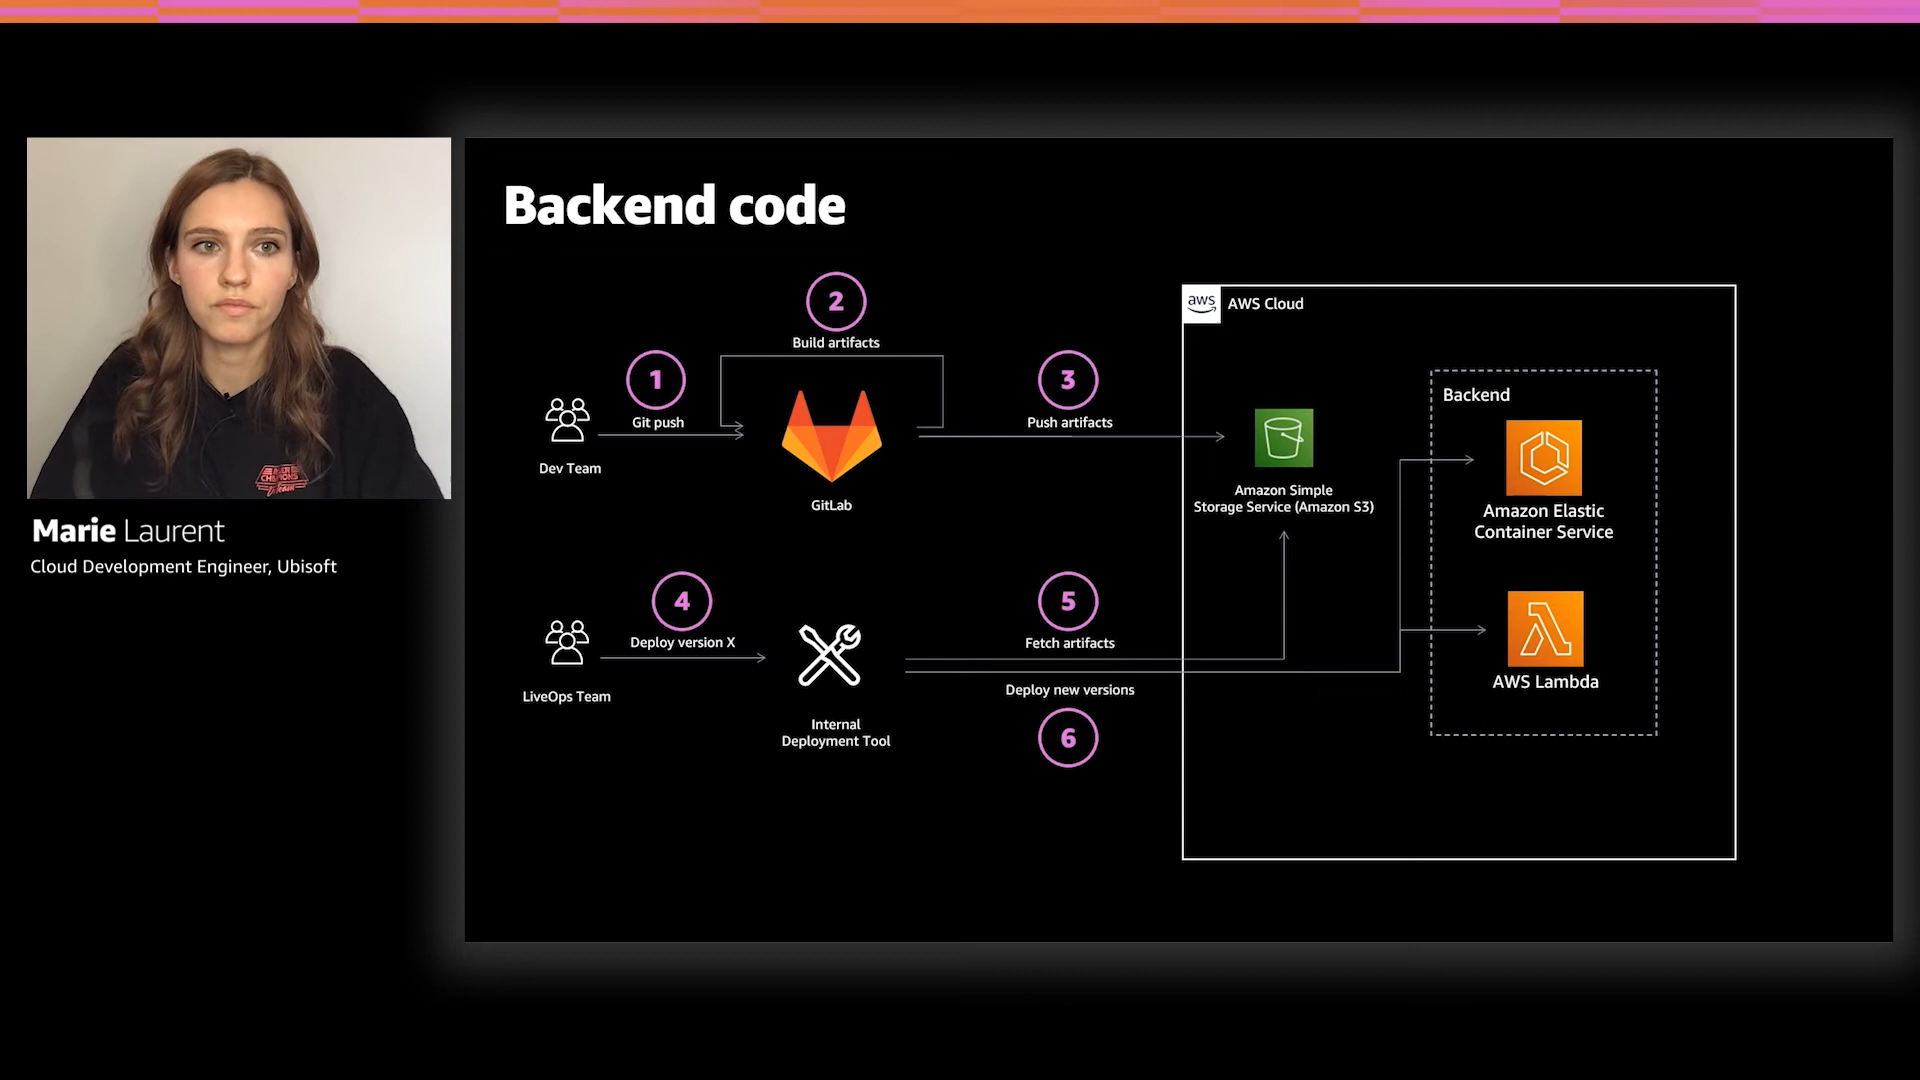 Backend code
2
Build artifacts
1
Git push
Dev Team
GitLab
3
Push artifacts
aws
AWS Cloud
Amazon Simple
Storage Service (Amazon S3)
Backend
Amazon Elastic
Container Service
AWS Lambda
4
Deploy version X
LiveOps Team
Internal
Deployment Tool
5
Fetch artifacts
Deploy new versions
6
Marie Laurent
Cloud Development Engineer, Ubisoft